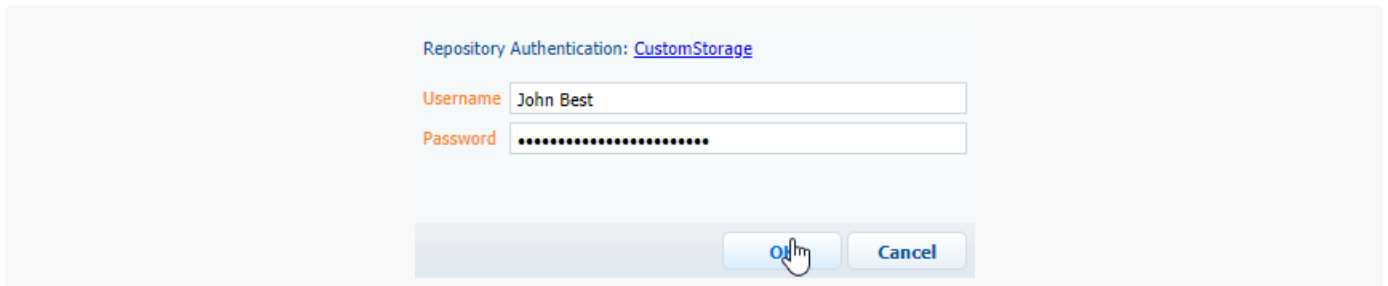 Repository Authentication: CustomStorage
Username John Best
Password ••••••••••••••••••••••••
Cancel